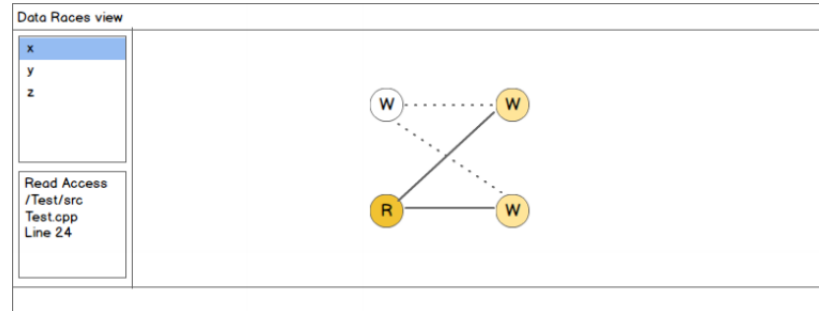 Data Races view
x
y
z
W W
Read Access
/Test/src
Test.cpp
Line 24
R W